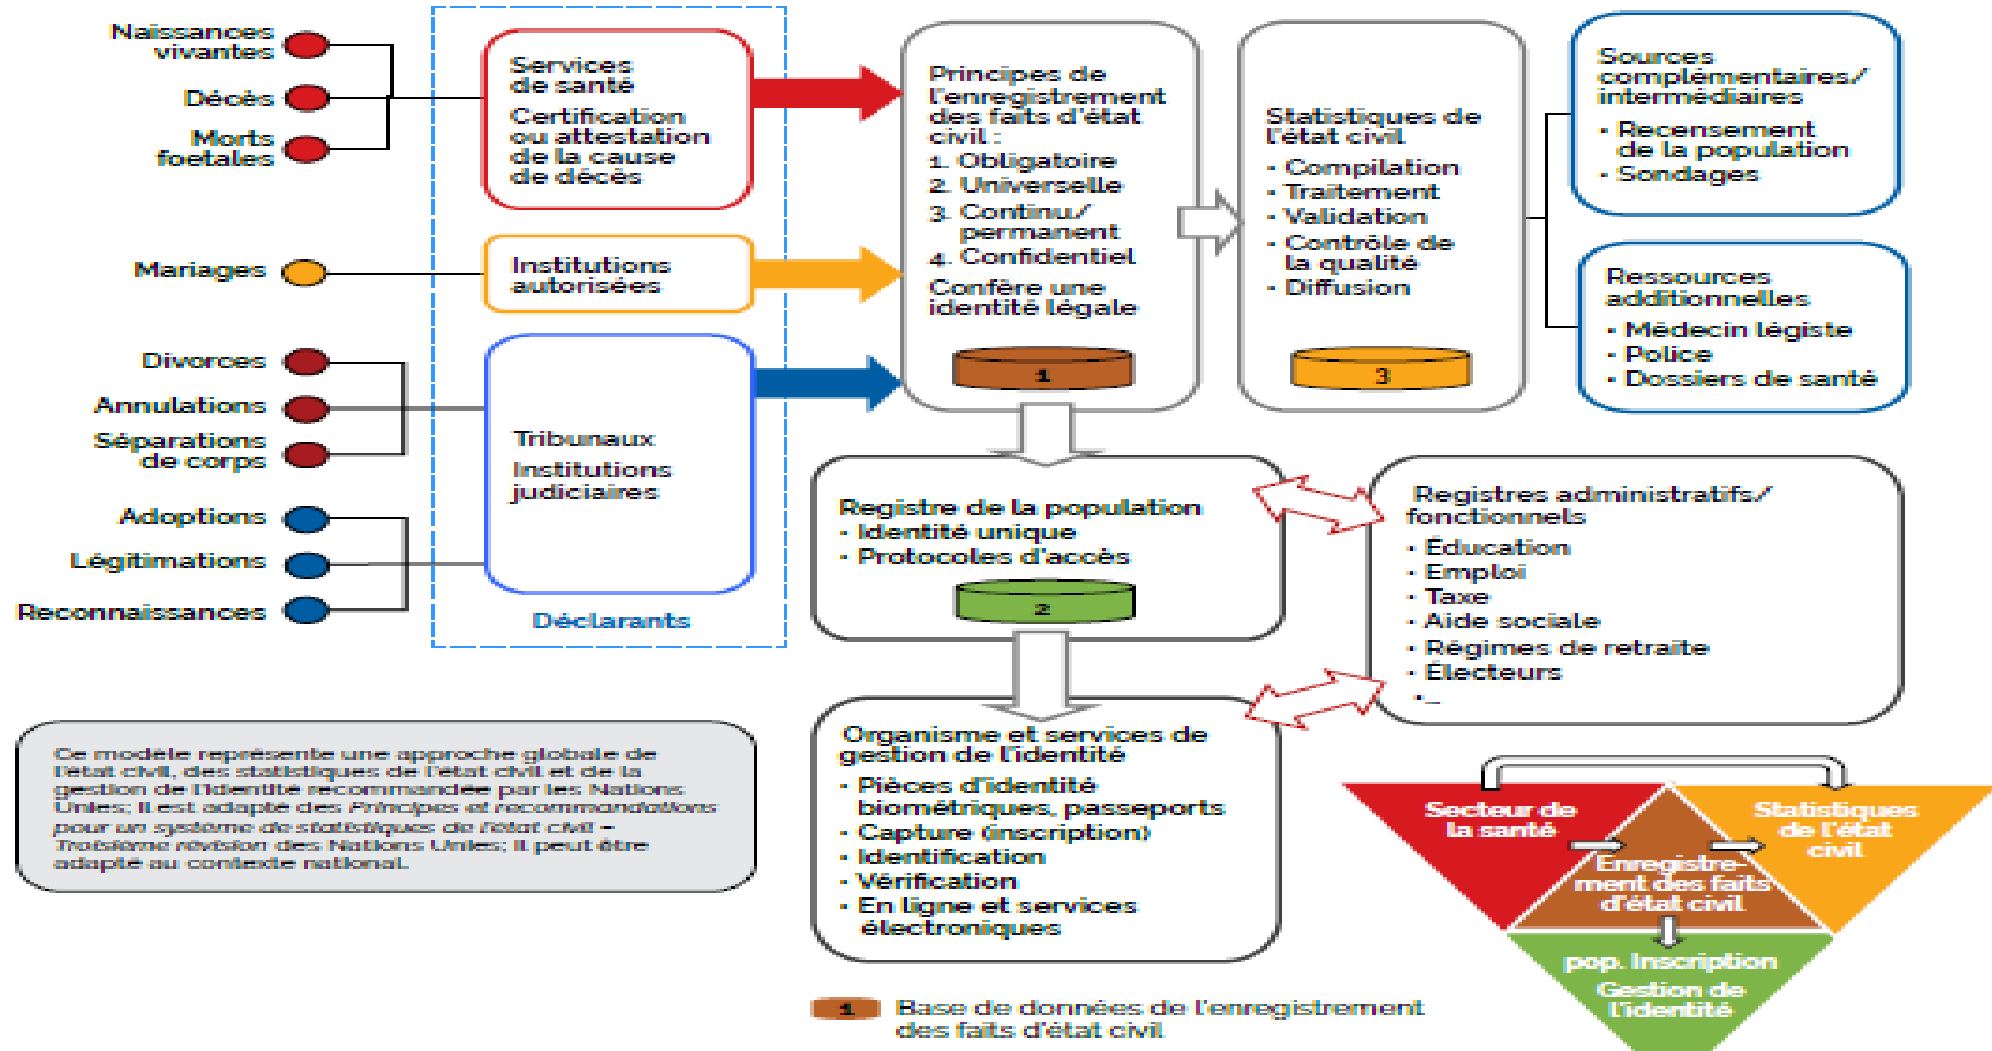 Naissances
vivantes
Décès
Morts
foetales
Mariages
Divorces
Annulations
Séparations
de corps
Adoptions
Légitimations
Reconnaissances
Services
de santé
Certification
ou attestation
de la cause
de décès
Institutions
autorisées
Tribunaux
Institutions
judiciaires
Déclarants
Principes de
l'enregistrement
des faits d'état
civil :
1. Obligatoire
2. Universelle
3. Continu/
permanent
4. Confidentiel
Confère une
identité légale
1
Statistiques de
l'état civil
- Compilation
- Traitement
- Validation
- Contrôle de
la qualité
- Diffusion
3
Sources
complémentaires/
intermédiaires
• Recensement
de la population
• Sondages
Ressources
additionnelles
• Médecin légiste
• Police
• Dossiers de santé
Registre de la population
• Identité unique
• Protocoles d'accès
2
Registres administratifs/
fonctionnels
• Éducation
• Emploi
• Taxe
• Aide sociale
• Régimes de retraite
• Électeurs
• ...
Organisme et services de
gestion de l'identité
• Pièces d'identité
biométriques, passeports
• Capture (inscription)
• Identification
• Vérification
• En ligne et services
électroniques
Ce modèle représente une approche globale de
l'état civil, des statistiques de l'état civil et de la
gestion de l'identité recommandée par les Nations
Unies; il est adapté des Principes et recommandations
pour un système de statistiques de l'état civil –
Troisième révision des Nations Unies; il peut être
adapté au contexte national.
Secteur de
la santé
Statistiques
de l'état
civil
Enregistre-
ment des faits
d'état civil
pop. Inscription
Gestion de
l'identité
1 Base de données de l'enregistrement
des faits d'état civil